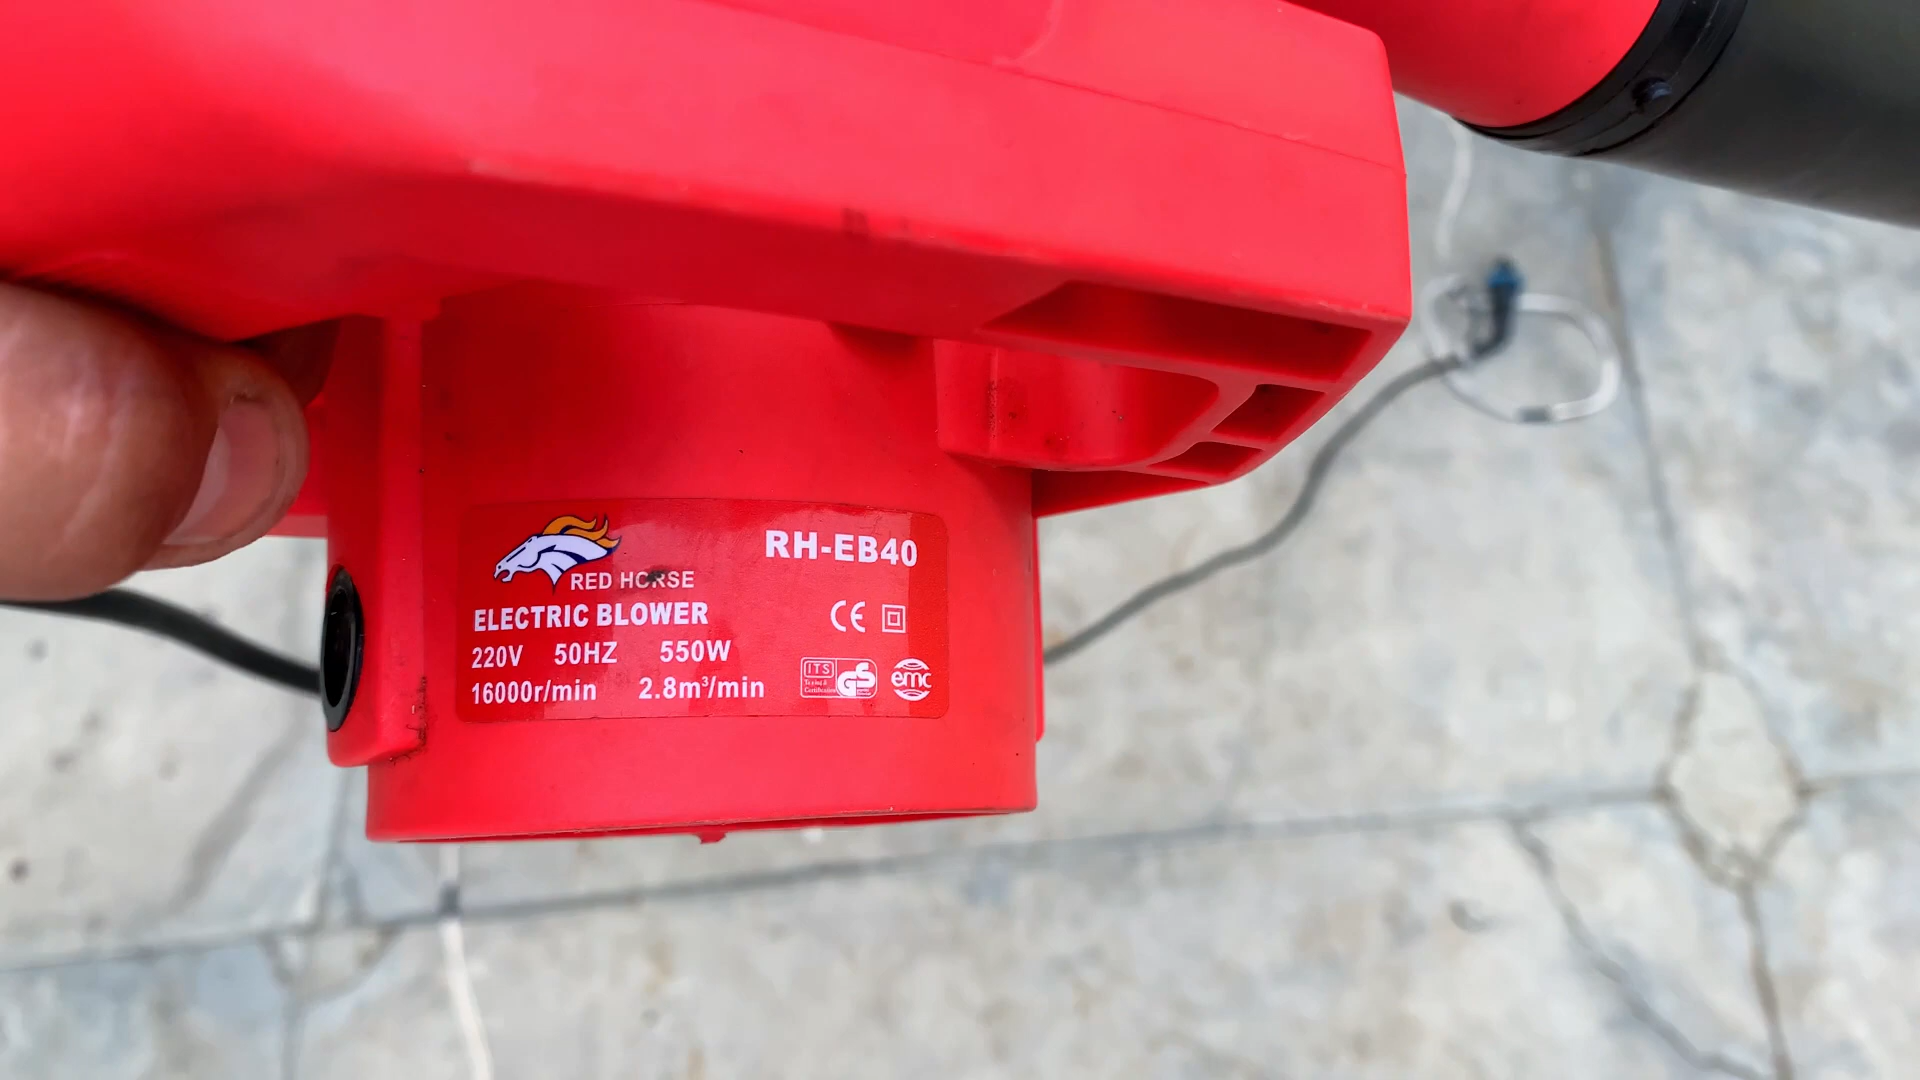 RH-EB40
RED HORSE
ELECTRIC BLOWER
CE
220V 50HZ 550W
16000r/min 2.8m³/min
ITS
GS
emc